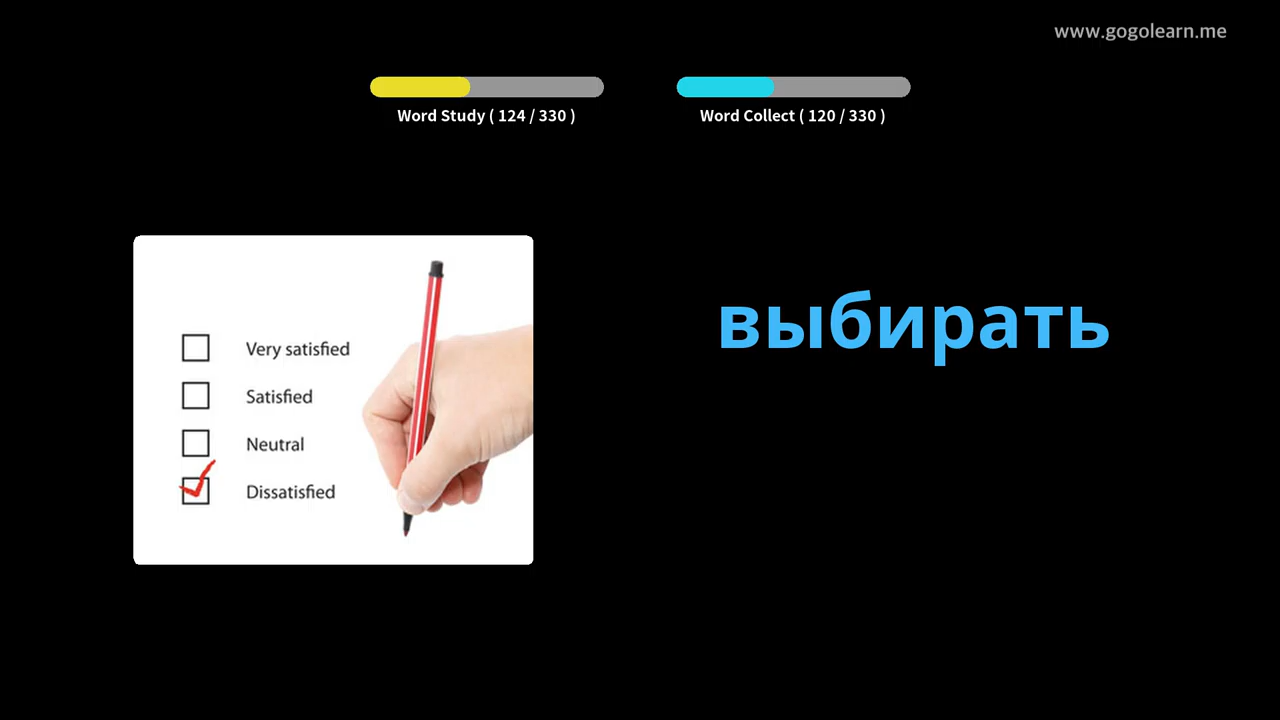 www.gogolearn.me
Word Study ( 124 / 330 )
Word Collect ( 120 / 330 )
Very satisfied
Satisfied
Neutral
Dissatisfied
выбирать